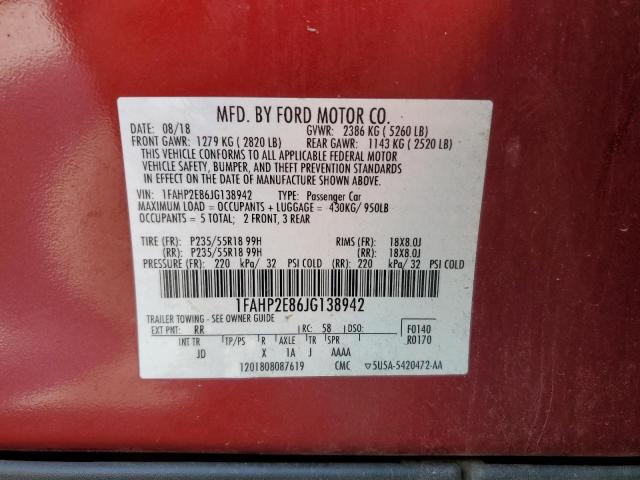 MFD. BY FORD MOTOR CO.
DATE: 08/18 GVWR: 2386 KG ( 5260 LB)
FRONT GAWR: 1279 KG ( 2820 LB) REAR GAWR: 1143 KG ( 2520 LB)
THIS VEHICLE CONFORMS TO ALL APPLICABLE FEDERAL MOTOR
VEHICLE SAFETY, BUMPER, AND THEFT PREVENTION STANDARDS
IN EFFECT ON THE DATE OF MANUFACTURE SHOWN ABOVE.
VIN: 1FAHP2E86JG138942 TYPE: Passenger Car
MAXIMUM LOAD = OCCUPANTS + LUGGAGE = 430KG/ 950LB
OCCUPANTS = 5 TOTAL; 2 FRONT, 3 REAR
TIRE (FR): P235/55R18 99H RIMS (FR): 18X8.0J
(RR): P235/55R18 99H (RR): 18X8.0J
PRESSURE (FR): 220 kPa/ 32 PSI COLD (RR): 220 kPa/ 32 PSI COLD
1FAHP2E86JG138942
TRAILER TOWING - SEE OWNER GUIDE
EXT PNT: RR RC: 58 DSO: F0140
INT TR TP/PS R AXLE TR SPR R0170
JD X 1A J AAAA
1201808087619 CMC ▽5U5A-5420472-AA